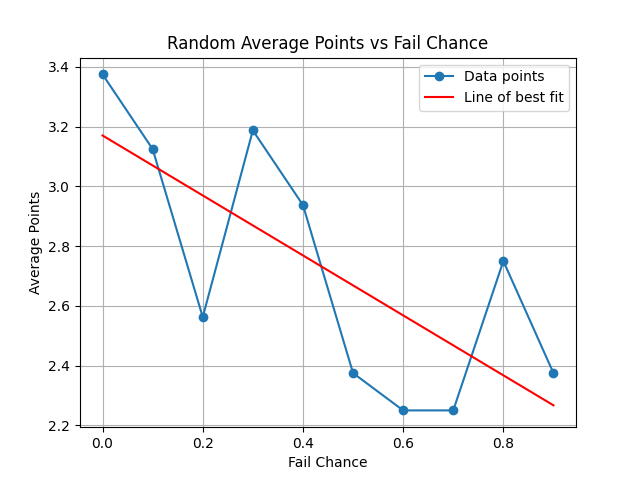 Random Average Points vs Fail Chance
Data points
Line of best fit
3.4
3.2
3.0
2.8
2.6
2.4
2.2
Average Points
0.0 0.2 0.4 0.6 0.8
Fail Chance